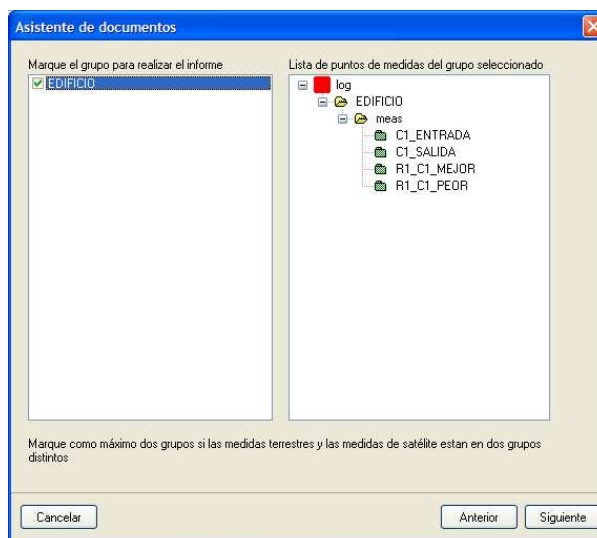 Asistente de documentos
Marque el grupo para realizar el informe
EDIFICIO
Lista de puntos de medidas del grupo seleccionado
log
EDIFICIO
meas
C1_ENTRADA
C1_SALIDA
R1_C1_MEJOR
R1_C1_PEOR
Marque como máximo dos grupos si las medidas terrestres y las medidas de satélite estan en dos grupos
distintos
Cancelar
Anterior
Siguiente